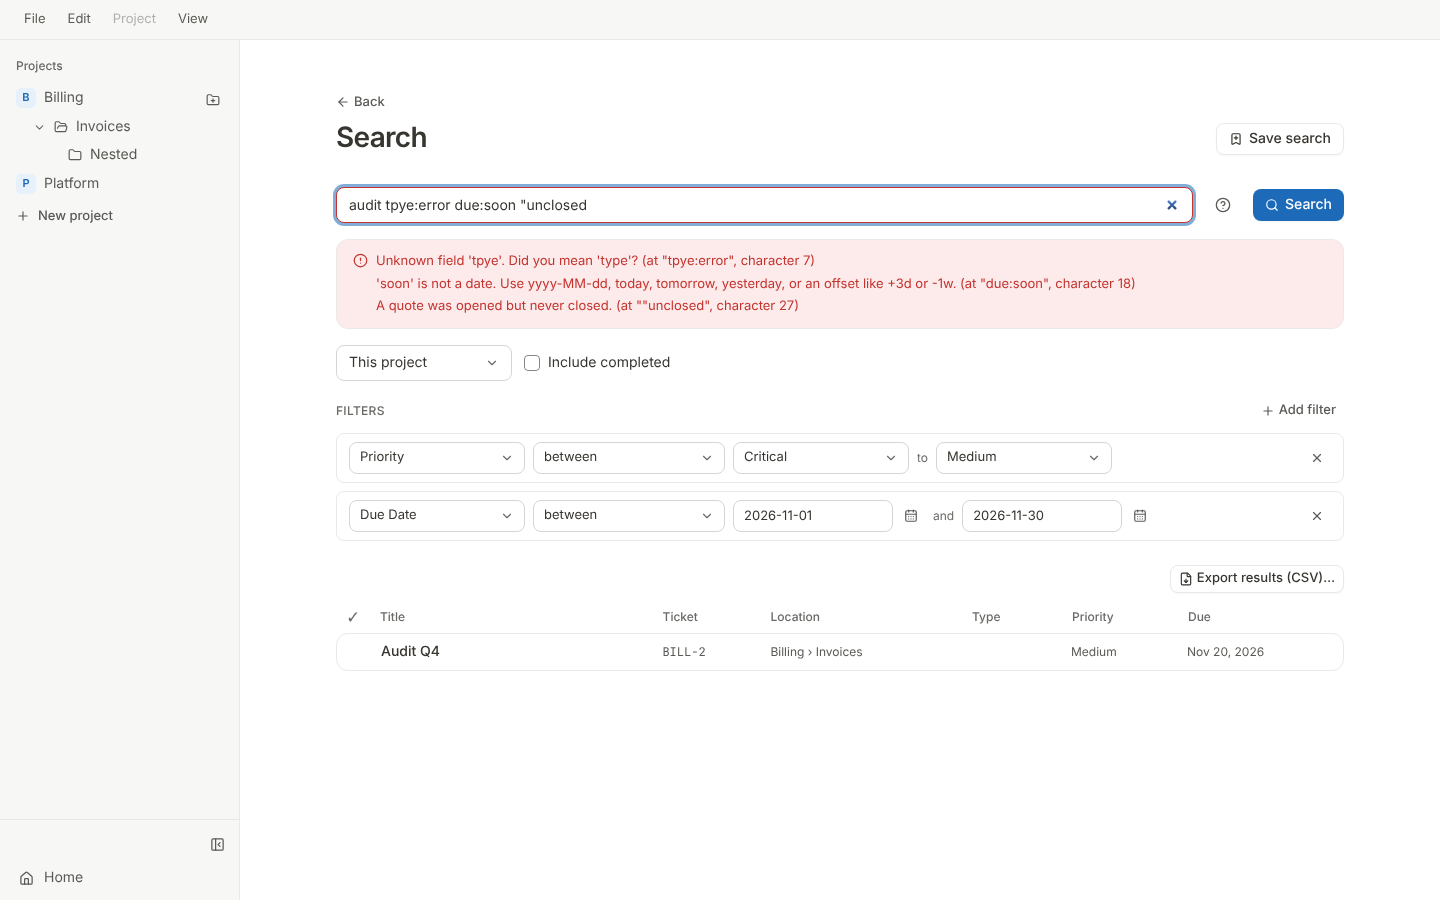 File Edit Project View
Projects
B Billing
Invoices
Nested
P Platform
New project
Home
Back
Search
Save search
audit tpye:error due:soon "unclosed
Search
Unknown field 'tpye'. Did you mean 'type'? (at "tpye:error", character 7)
'soon' is not a date. Use yyyy-MM-dd, today, tomorrow, yesterday, or an offset like +3d or -1w. (at "due:soon", character 18)
A quote was opened but never closed. (at ""unclosed", character 27)
This project Include completed
FILTERS Add filter
Priority between Critical to Medium
Due Date between 2026-11-01 and 2026-11-30
Export results (CSV)...
✓ Title Ticket Location Type Priority Due
Audit Q4 BILL-2 Billing › Invoices Medium Nov 20, 2026